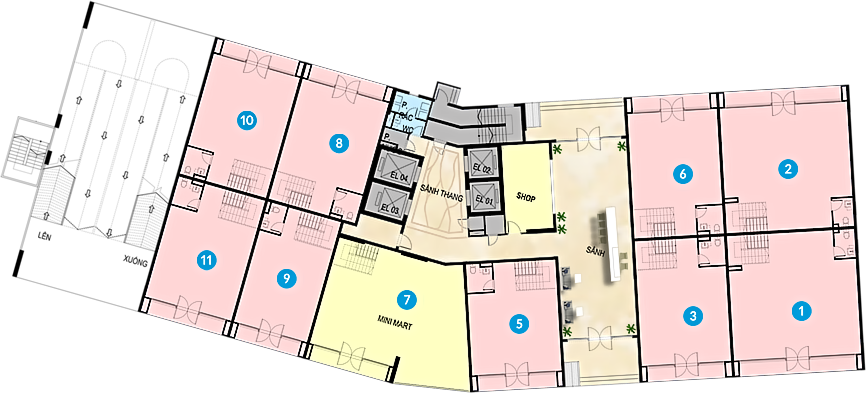 P.
RÁC
WC
P.
10
8
EL 04
EL 02
SẢNH THANG
SHOP
6
2
EL 03
EL 01
LÊN
XUỐNG
11
9
7
MINI MART
5
SẢNH
3
1